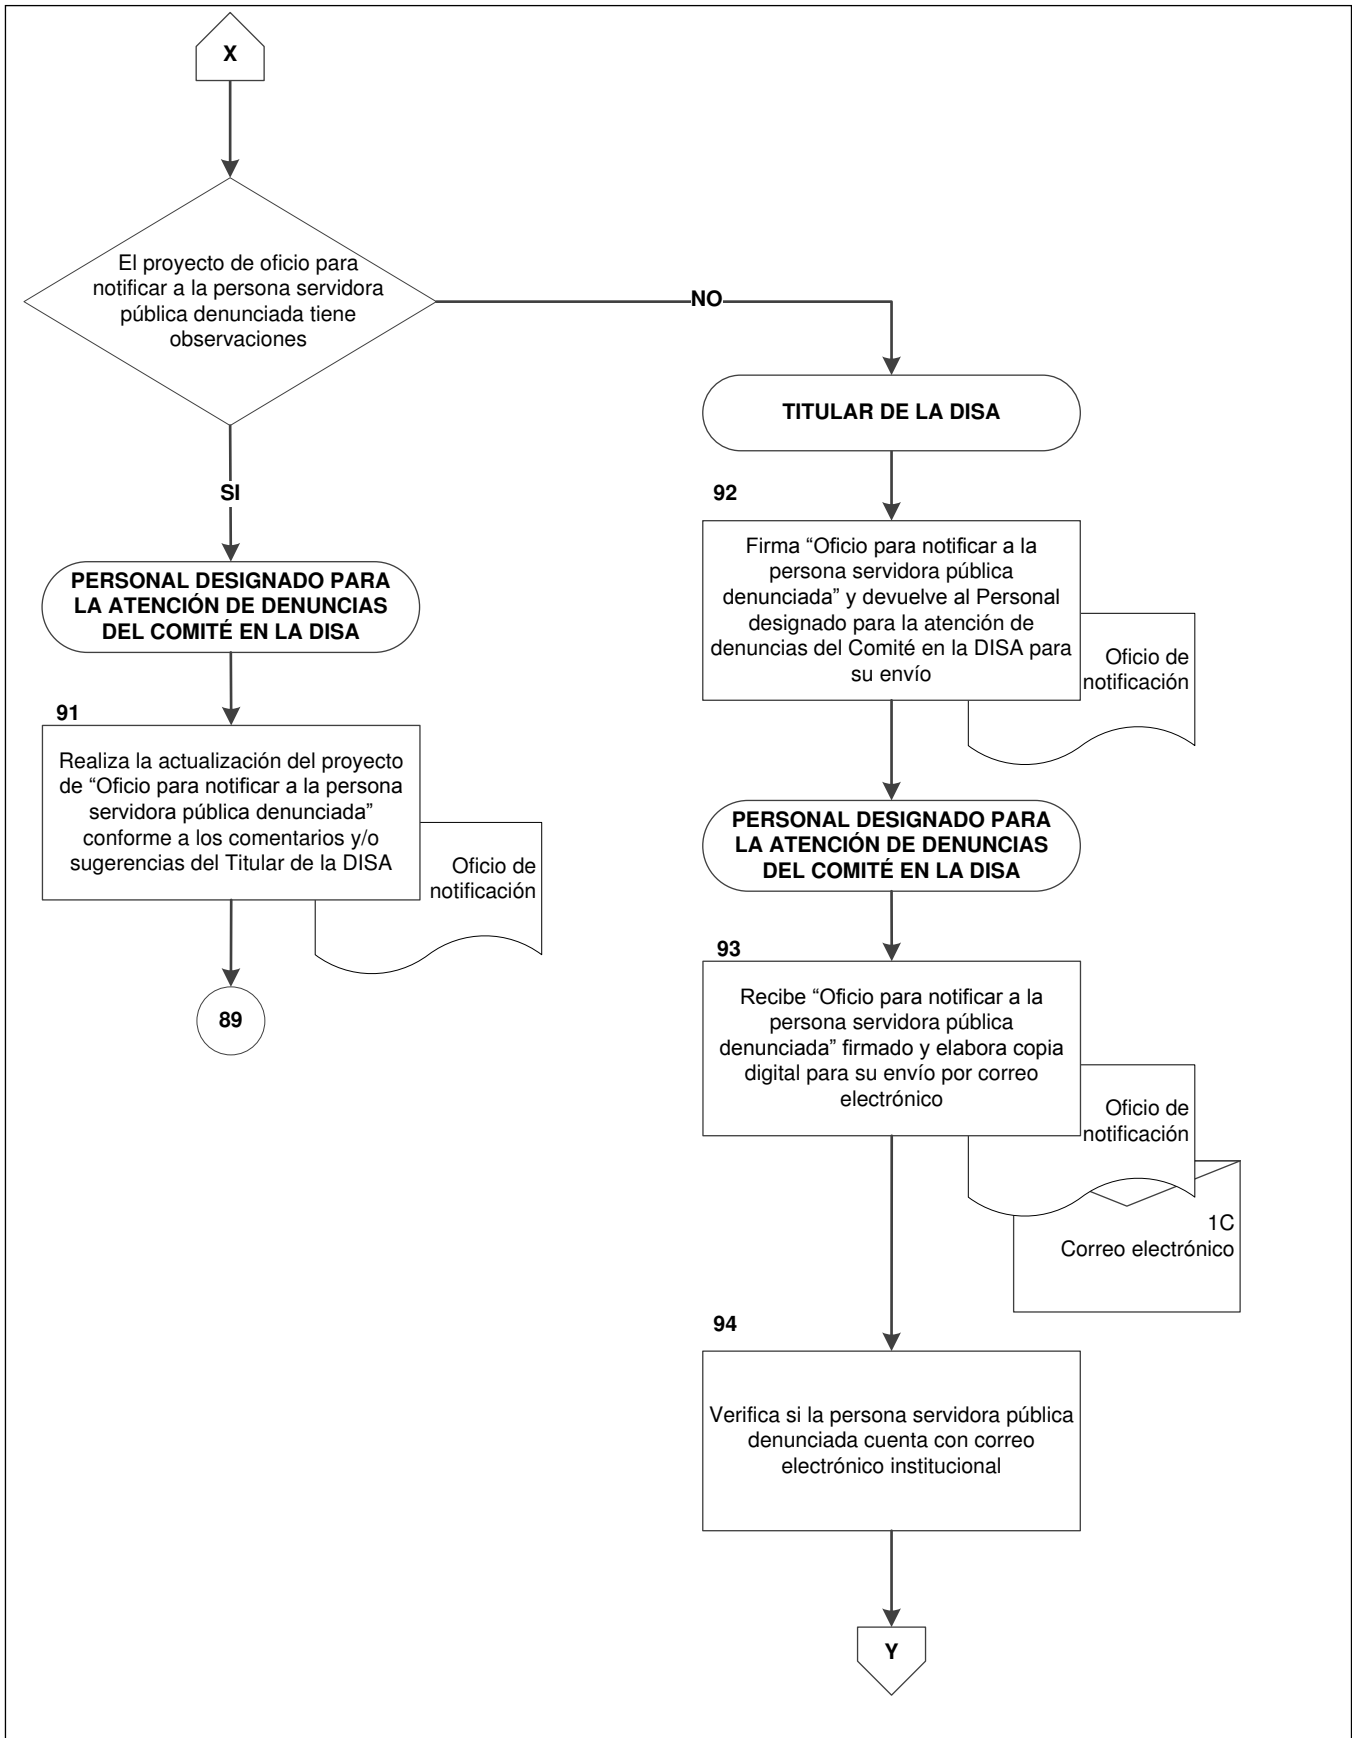 X
El proyecto de oficio para
notificar a la persona servidora
pública denunciada tiene
observaciones
NO
SI
PERSONAL DESIGNADO PARA
LA ATENCIÓN DE DENUNCIAS
DEL COMITÉ EN LA DISA
91
Realiza la actualización del proyecto
de “Oficio para notificar a la persona
servidora pública denunciada”
conforme a los comentarios y/o
sugerencias del Titular de la DISA
Oficio de
notificación
89
TITULAR DE LA DISA
92
Firma “Oficio para notificar a la
persona servidora pública
denunciada” y devuelve al Personal
designado para la atención de
denuncias del Comité en la DISA para
su envío
Oficio de
notificación
PERSONAL DESIGNADO PARA
LA ATENCIÓN DE DENUNCIAS
DEL COMITÉ EN LA DISA
93
Recibe “Oficio para notificar a la
persona servidora pública
denunciada” firmado y elabora copia
digital para su envío por correo
electrónico
Oficio de
notificación
1C
Correo electrónico
94
Verifica si la persona servidora pública
denunciada cuenta con correo
electrónico institucional
Y